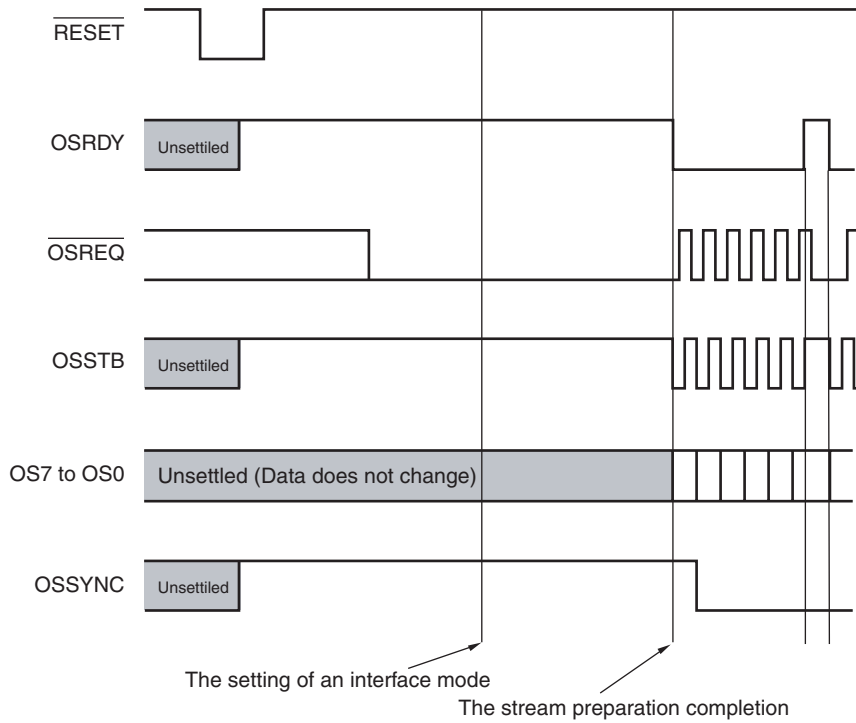 RESET
OSRDY
Unsettiled
OSREQ
OSSTB
Unsettiled
OS7 to OS0
Unsettled (Data does not change)
OSSYNC
Unsettiled
The setting of an interface mode
The stream preparation completion